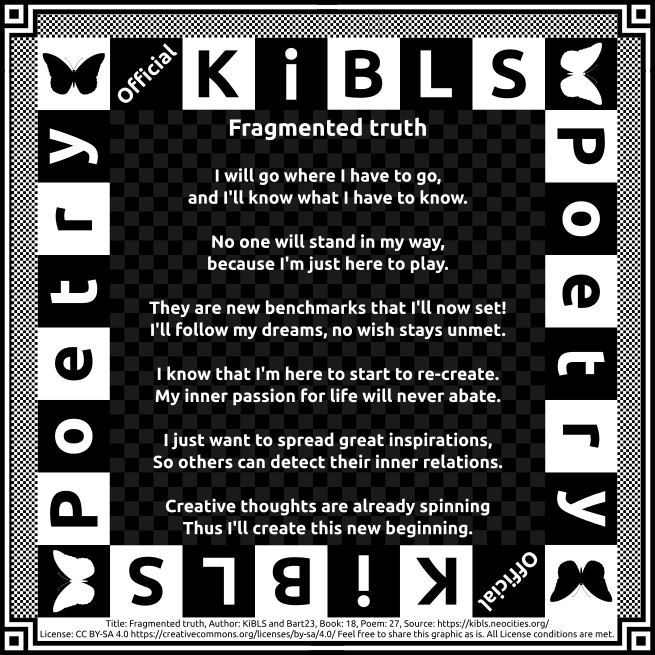 Official KiBLS
Poetry
Poetry
Fragmented truth
I will go where I have to go,
and I'll know what I have to know.
No one will stand in my way,
because I'm just here to play.
They are new benchmarks that I'll now set!
I'll follow my dreams, no wish stays unmet.
I know that I'm here to start to re-create.
My inner passion for life will never abate.
I just want to spread great inspirations,
So others can detect their inner relations.
Creative thoughts are already spinning
Thus I'll create this new beginning.
Official KiBLS
Title: Fragmented truth, Author: KiBLS and Bart23, Book: 18, Poem: 27, Source: https://kibls.neocities.org/
License: CC BY-SA 4.0 https://creativecommons.org/licenses/by-sa/4.0/ Feel free to share this graphic as is. All License conditions are met.